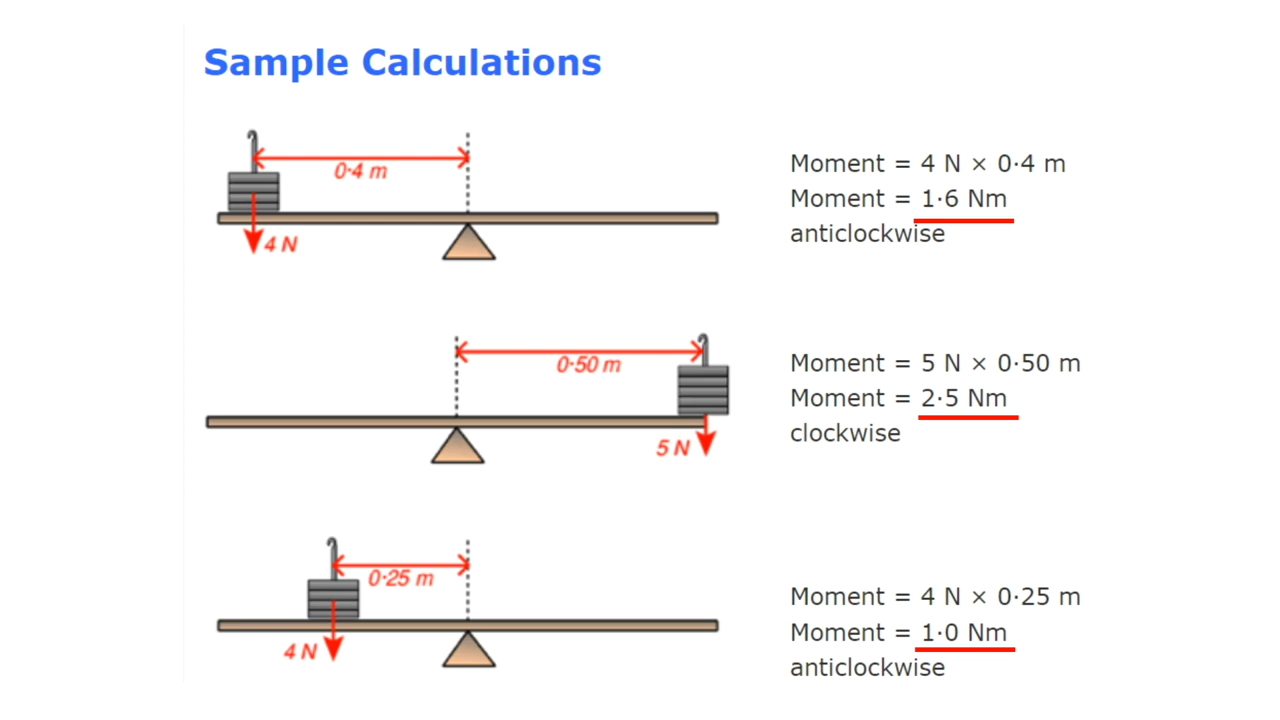 Sample Calculations
0·4 m
4 N
Moment = 4 N × 0·4 m
Moment = 1·6 Nm
anticlockwise
0·50 m
5 N
Moment = 5 N × 0·50 m
Moment = 2·5 Nm
clockwise
0·25 m
4 N
Moment = 4 N × 0·25 m
Moment = 1·0 Nm
anticlockwise